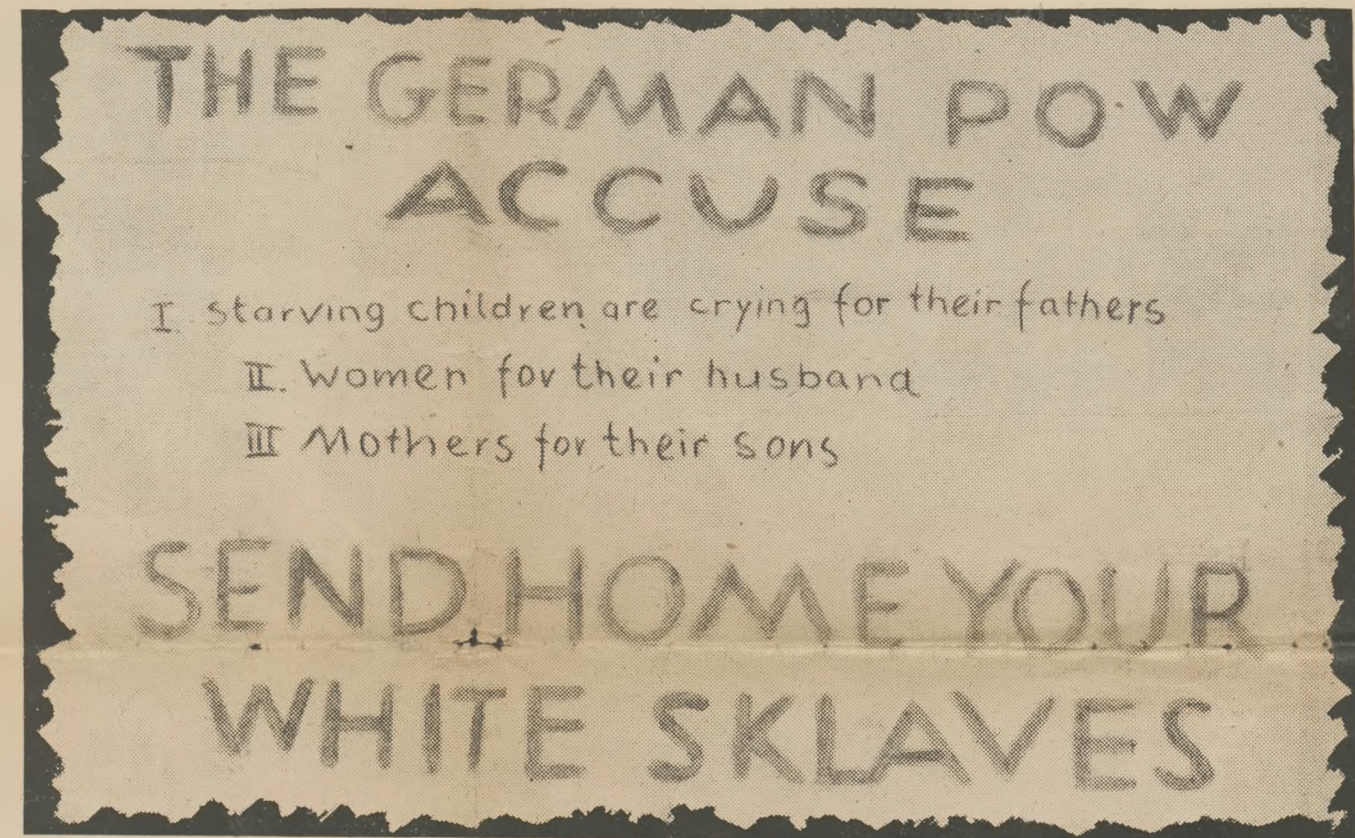 THE GERMAN POW
ACCUSE
I starving children are crying for their fathers
II. Women for their husband
III Mothers for their sons
SEND HOME YOUR
WHITE SKLAVES